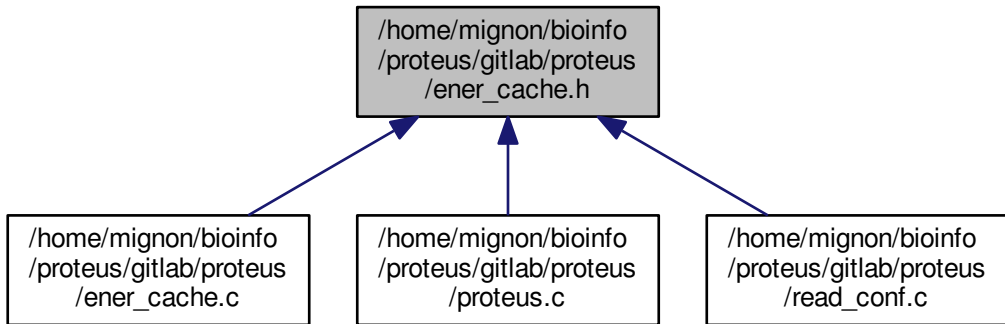 /home/mignon/bioinfo
/proteus/gitlab/proteus
/ener_cache.h
/home/mignon/bioinfo
/proteus/gitlab/proteus
/ener_cache.c
/home/mignon/bioinfo
/proteus/gitlab/proteus
/proteus.c
/home/mignon/bioinfo
/proteus/gitlab/proteus
/read_conf.c